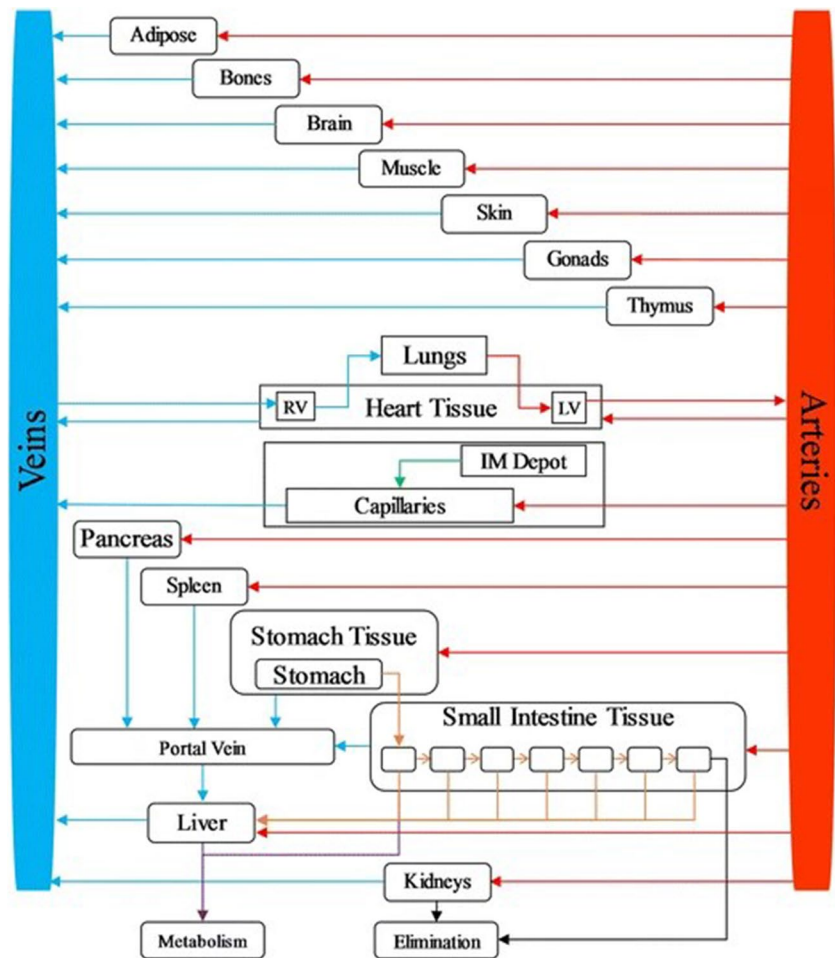 Adipose
Bones
Brain
Muscle
Skin
Gonads
Thymus
Lungs
RV
Heart Tissue
LV
Veins
Arteries
IM Depot
Capillaries
Pancreas
Spleen
Stomach Tissue
Stomach
Small Intestine Tissue
Portal Vein
Liver
Kidneys
Metabolism
Elimination